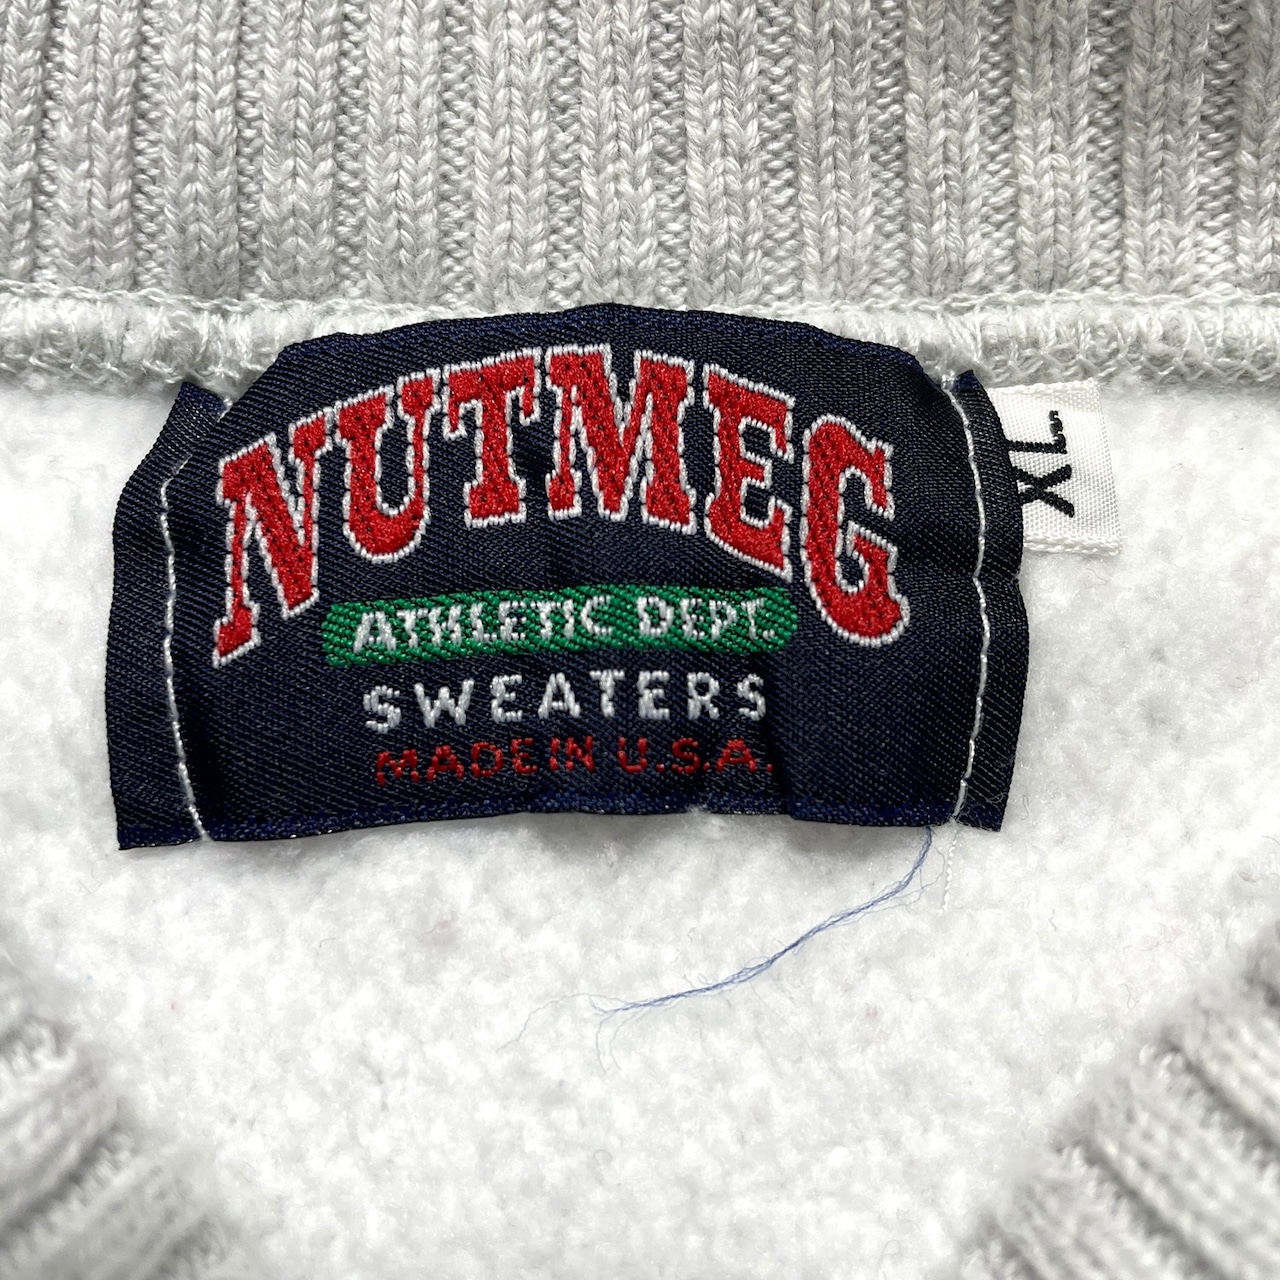 NUTMEG
ATHLETIC DEPT.
SWEATERS
MADE IN U.S.A.
XL